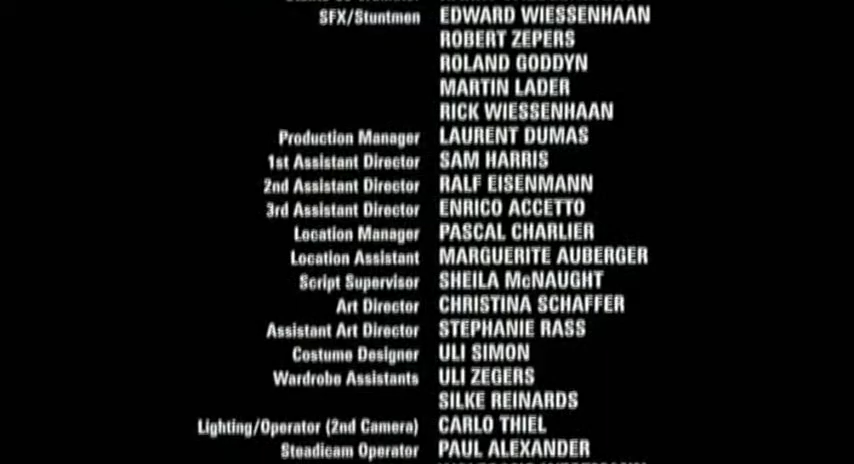 SFX/Stuntmen EDWARD WIESSENHAAN
ROBERT ZEPERS
ROLAND GODDYN
MARTIN LADER
RICK WIESSENHAAN
Production Manager LAURENT DUMAS
1st Assistant Director SAM HARRIS
2nd Assistant Director RALF EISENMANN
3rd Assistant Director ENRICO ACCETTO
Location Manager PASCAL CHARLIER
Location Assistant MARGUERITE AUBERGER
Script Supervisor SHEILA McNAUGHT
Art Director CHRISTINA SCHAFFER
Assistant Art Director STEPHANIE RASS
Costume Designer ULI SIMON
Wardrobe Assistants ULI ZEGERS
SILKE REINARDS
Lighting/Operator (2nd Camera) CARLO THIEL
Steadicam Operator PAUL ALEXANDER